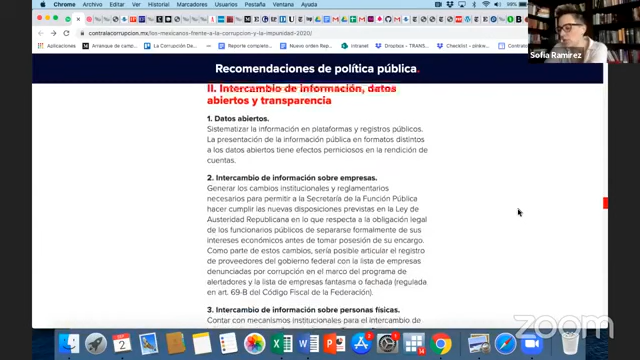 Chrome Archivo Editar Ver Historial Marcadores Usuarios Pestaña Ventana Ayuda 99%
contralacorrupcion.mx/los-mexicanos-frente-a-la-corrupcion-y-la-impunidad-2020/
Aplicaciones Amparo La Corrupción De Reporte completo Nuevo orden Rep Intranet Dropbox - TRANS Checklist - pinkw Contralo
Sofía Ramírez
Recomendaciones de política pública.
II. Intercambio de información, datos
abiertos y transparencia
1. Datos abiertos.
Sistematizar la información en plataformas y registros públicos.
La presentación de la información pública en formatos distintos
a los datos abiertos tiene efectos perniciosos en la rendición de
cuentas.
2. Intercambio de información sobre empresas.
Generar los cambios institucionales y reglamentarios
necesarios para permitir a la Secretaría de la Función Pública
hacer cumplir las nuevas disposiciones previstas en la Ley de
Austeridad Republicana en lo que respecta a la obligación legal
de los funcionarios públicos de separarse formalmente de sus
intereses económicos antes de tomar posesión de su encargo.
Como parte de estos cambios, sería posible articular el registro
de proveedores del gobierno federal con la lista de empresas
denunciadas por corrupción en el marco del programa de
alertadores y la lista de empresas fantasma o fachada (regulada
en art. 69-B del Código Fiscal de la Federación).
3. Intercambio de información sobre personas físicas.
Contar con mecanismos institucionales para el intercambio de
zoom